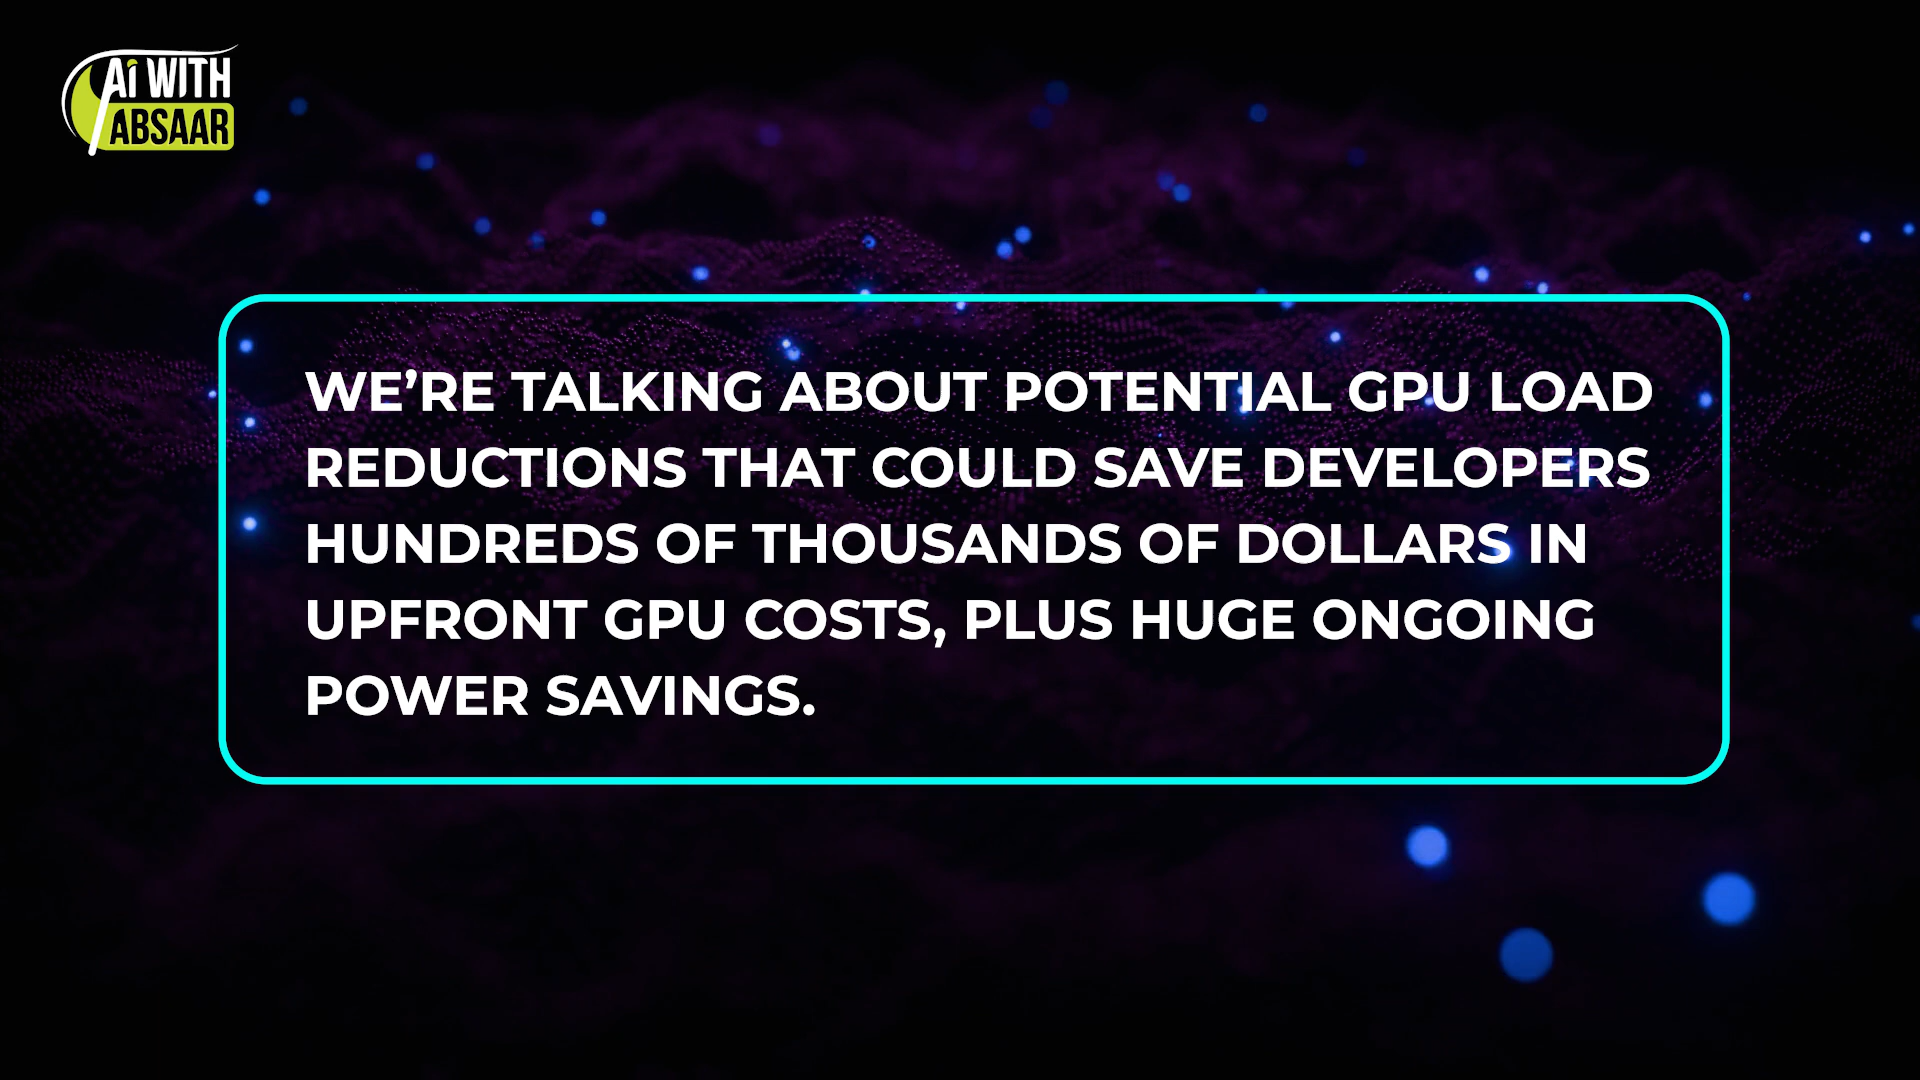 Ai WITH
ABSAAR
WE’RE TALKING ABOUT POTENTIAL GPU LOAD
REDUCTIONS THAT COULD SAVE DEVELOPERS
HUNDREDS OF THOUSANDS OF DOLLARS IN
UPFRONT GPU COSTS, PLUS HUGE ONGOING
POWER SAVINGS.